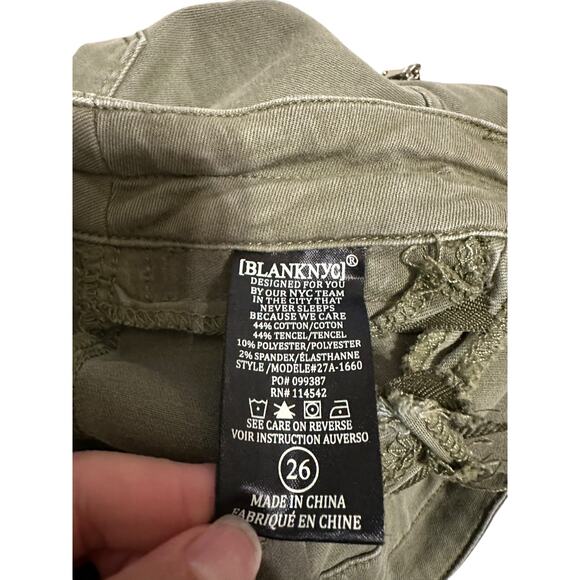 [BLANKNYC]®
DESIGNED FOR YOU
BY OUR NYC TEAM
IN THE CITY THAT
NEVER SLEEPS
BECAUSE WE CARE
44% COTTON/COTON
44% TENCEL/TENCEL
10% POLYESTER/POLYESTER
2% SPANDEX/ÉLASTHANNE
STYLE /MODÈLE#27A-1660
PO# 099387
RN# 114542
SEE CARE ON REVERSE
VOIR INSTRUCTION AUVERSO
26
MADE IN CHINA
FABRIQUÉ EN CHINE